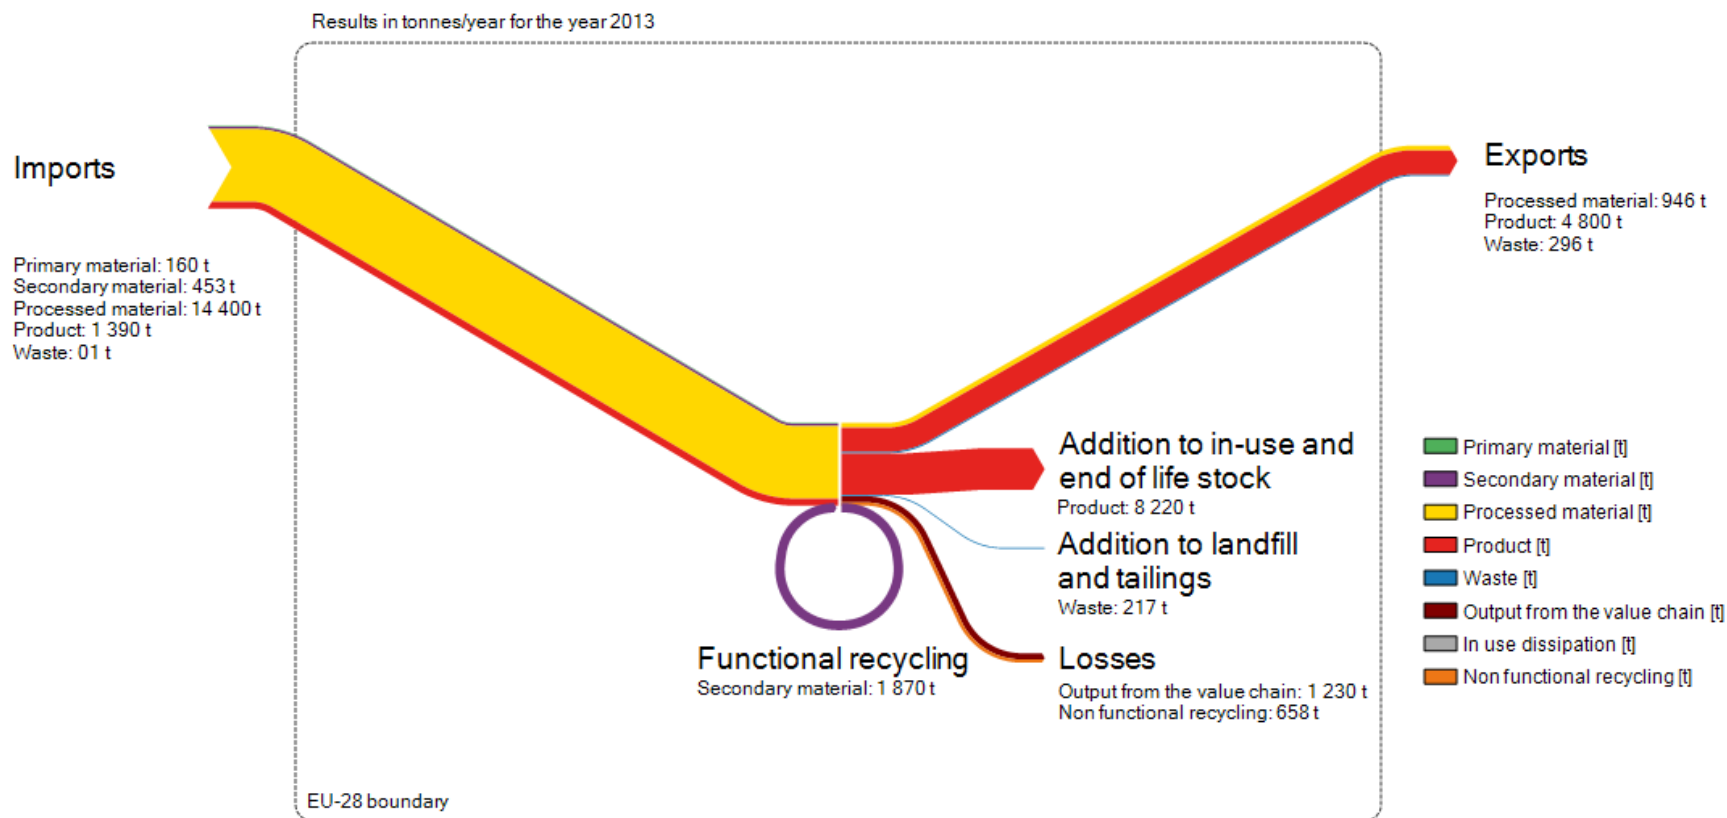 Results in tonnes/year for the year 2013
Imports
Primary material: 160 t
Secondary material: 453 t
Processed material: 14 400 t
Product: 1 390 t
Waste: 01 t
Exports
Processed material: 946 t
Product: 4 800 t
Waste: 296 t
Addition to in-use and
end of life stock
Product: 8 220 t
Addition to landfill
and tailings
Waste: 217 t
Functional recycling
Secondary material: 1 870 t
Losses
Output from the value chain: 1 230 t
Non functional recycling: 658 t
Primary material [t]
Secondary material [t]
Processed material [t]
Product [t]
Waste [t]
Output from the value chain [t]
In use dissipation [t]
Non functional recycling [t]
EU-28 boundary